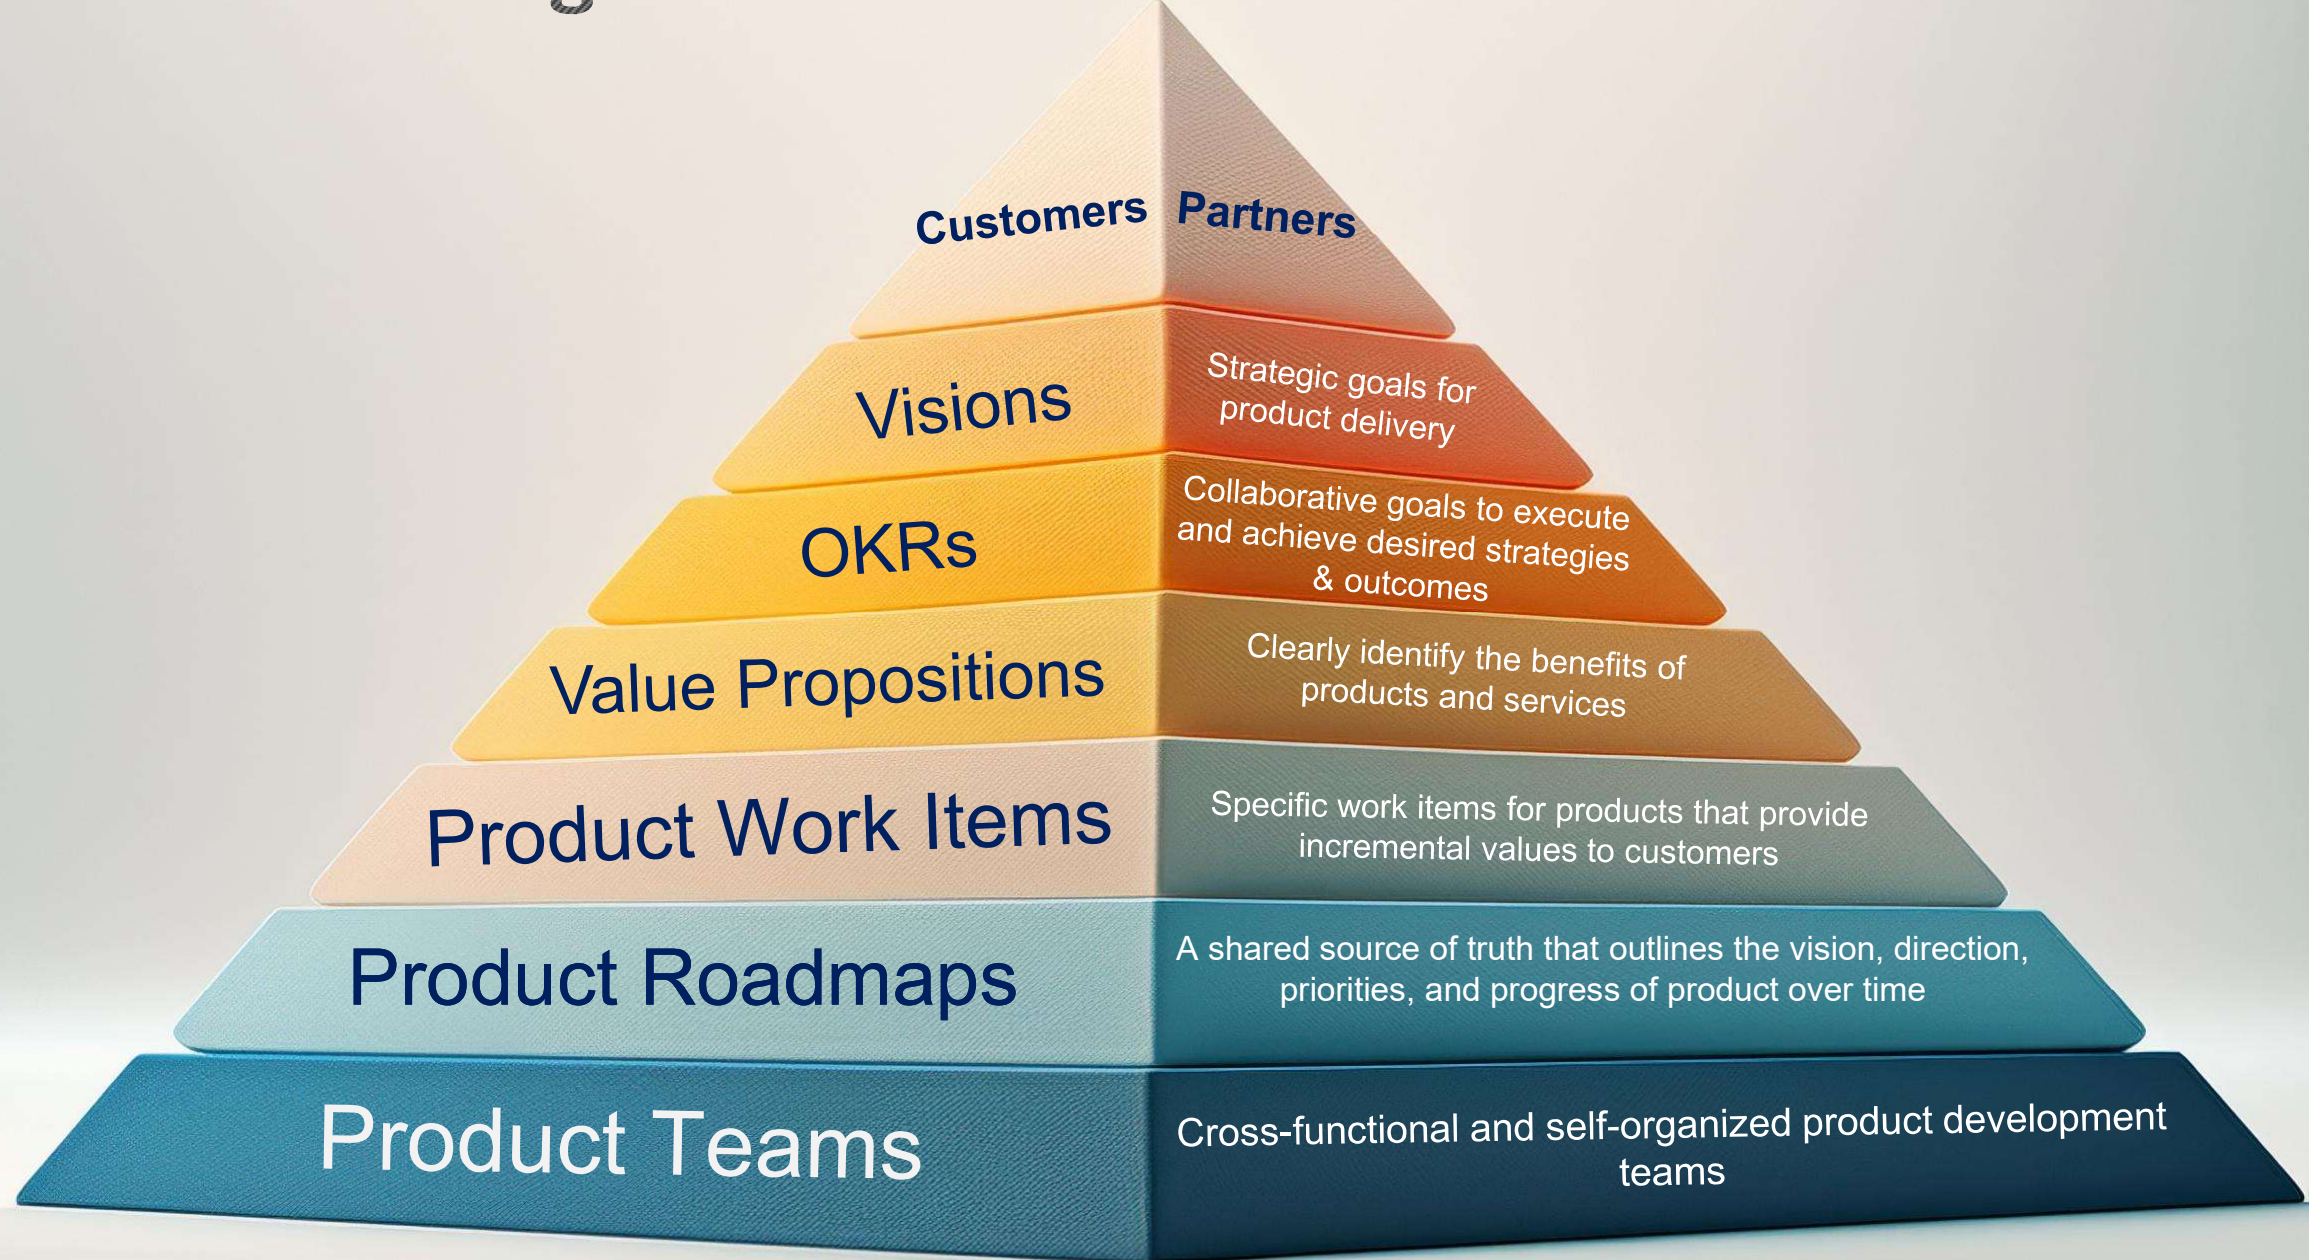 Customers Partners
Visions
Strategic goals for
product delivery
OKRs
Collaborative goals to execute
and achieve desired strategies
& outcomes
Value Propositions
Clearly identify the benefits of
products and services
Product Work Items
Specific work items for products that provide
incremental values to customers
Product Roadmaps
A shared source of truth that outlines the vision, direction,
priorities, and progress of product over time
Product Teams
Cross-functional and self-organized product development
teams